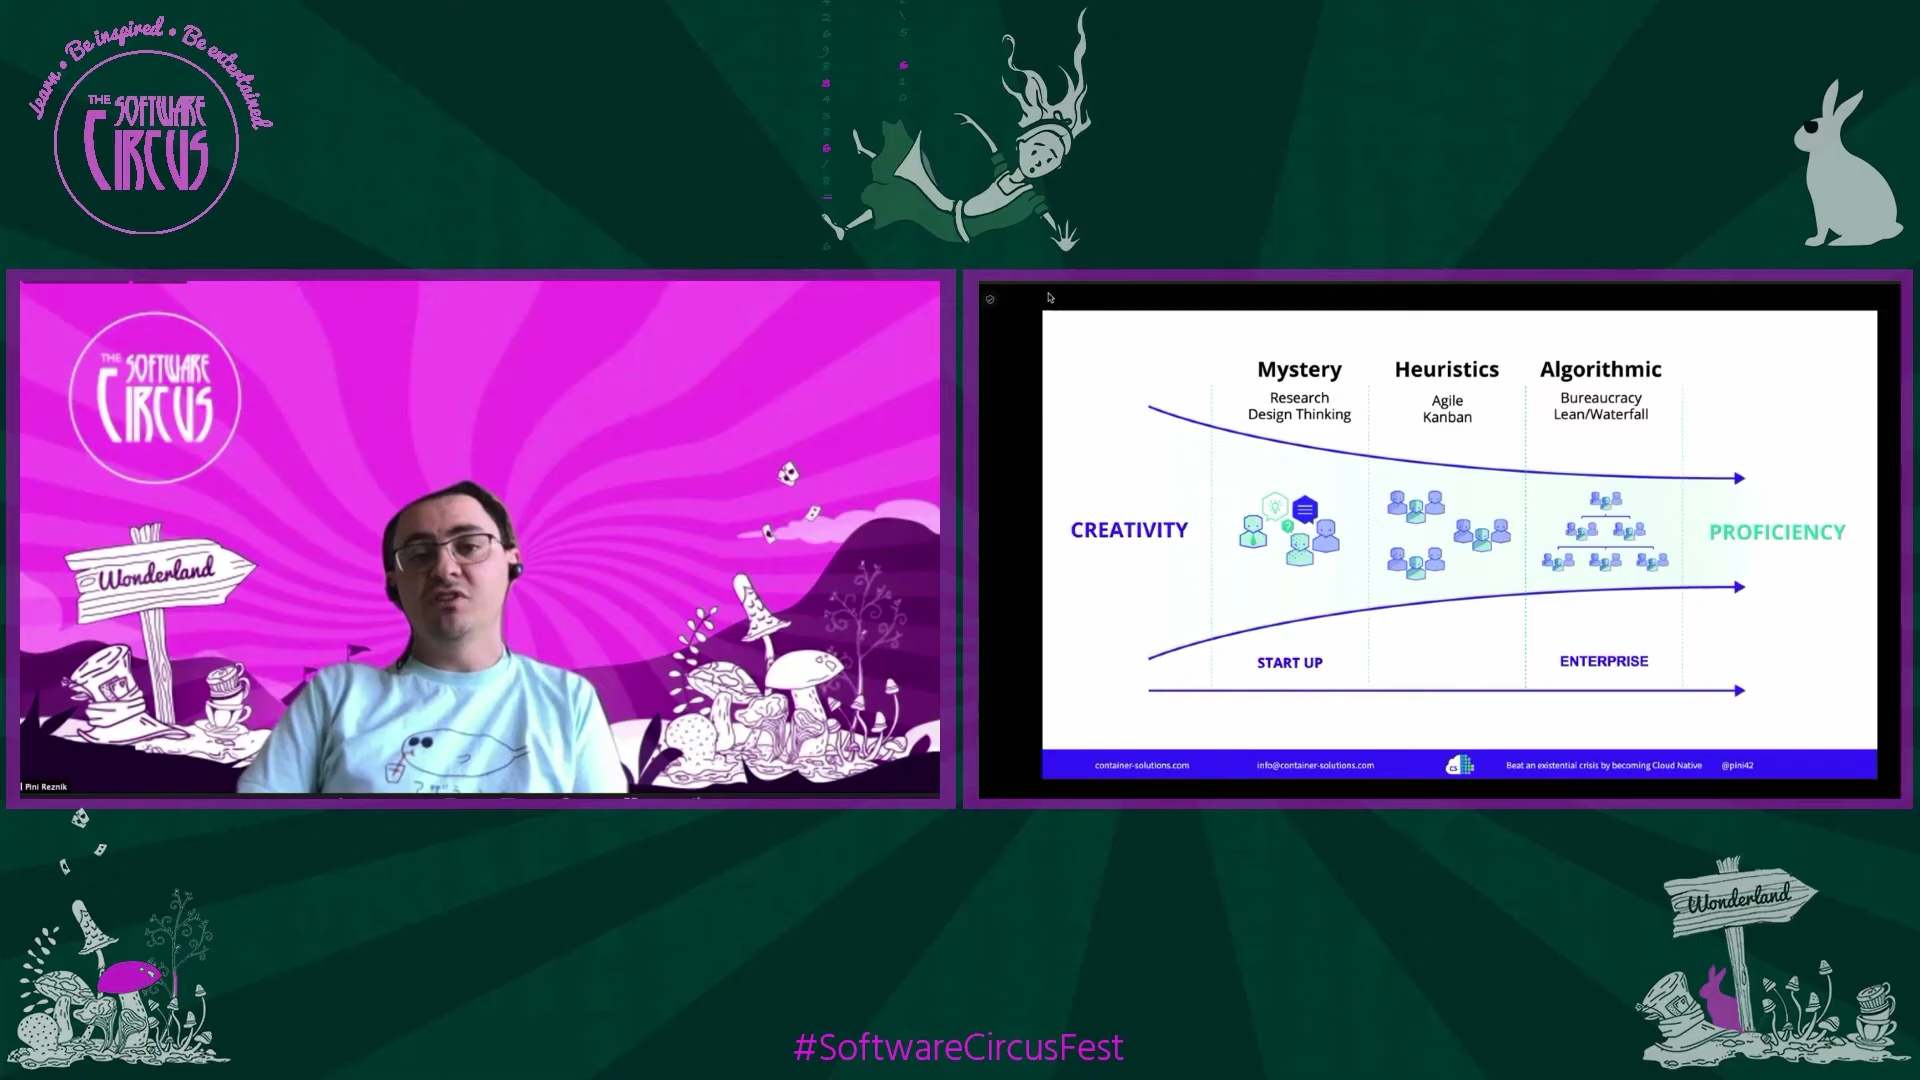 Learn • Be inspired • Be entertained
THE SOFTWARE
CIRCUS
THE SOFTWARE
CIRCUS
Wonderland
Pini Reznik
Mystery
Research
Design Thinking
Heuristics
Agile
Kanban
Algorithmic
Bureaucracy
Lean/Waterfall
CREATIVITY
PROFICIENCY
START UP
ENTERPRISE
container-solutions.com
info@container-solutions.com
CS
Beat an existential crisis by becoming Cloud Native
@pini42
Wonderland
#SoftwareCircusFest